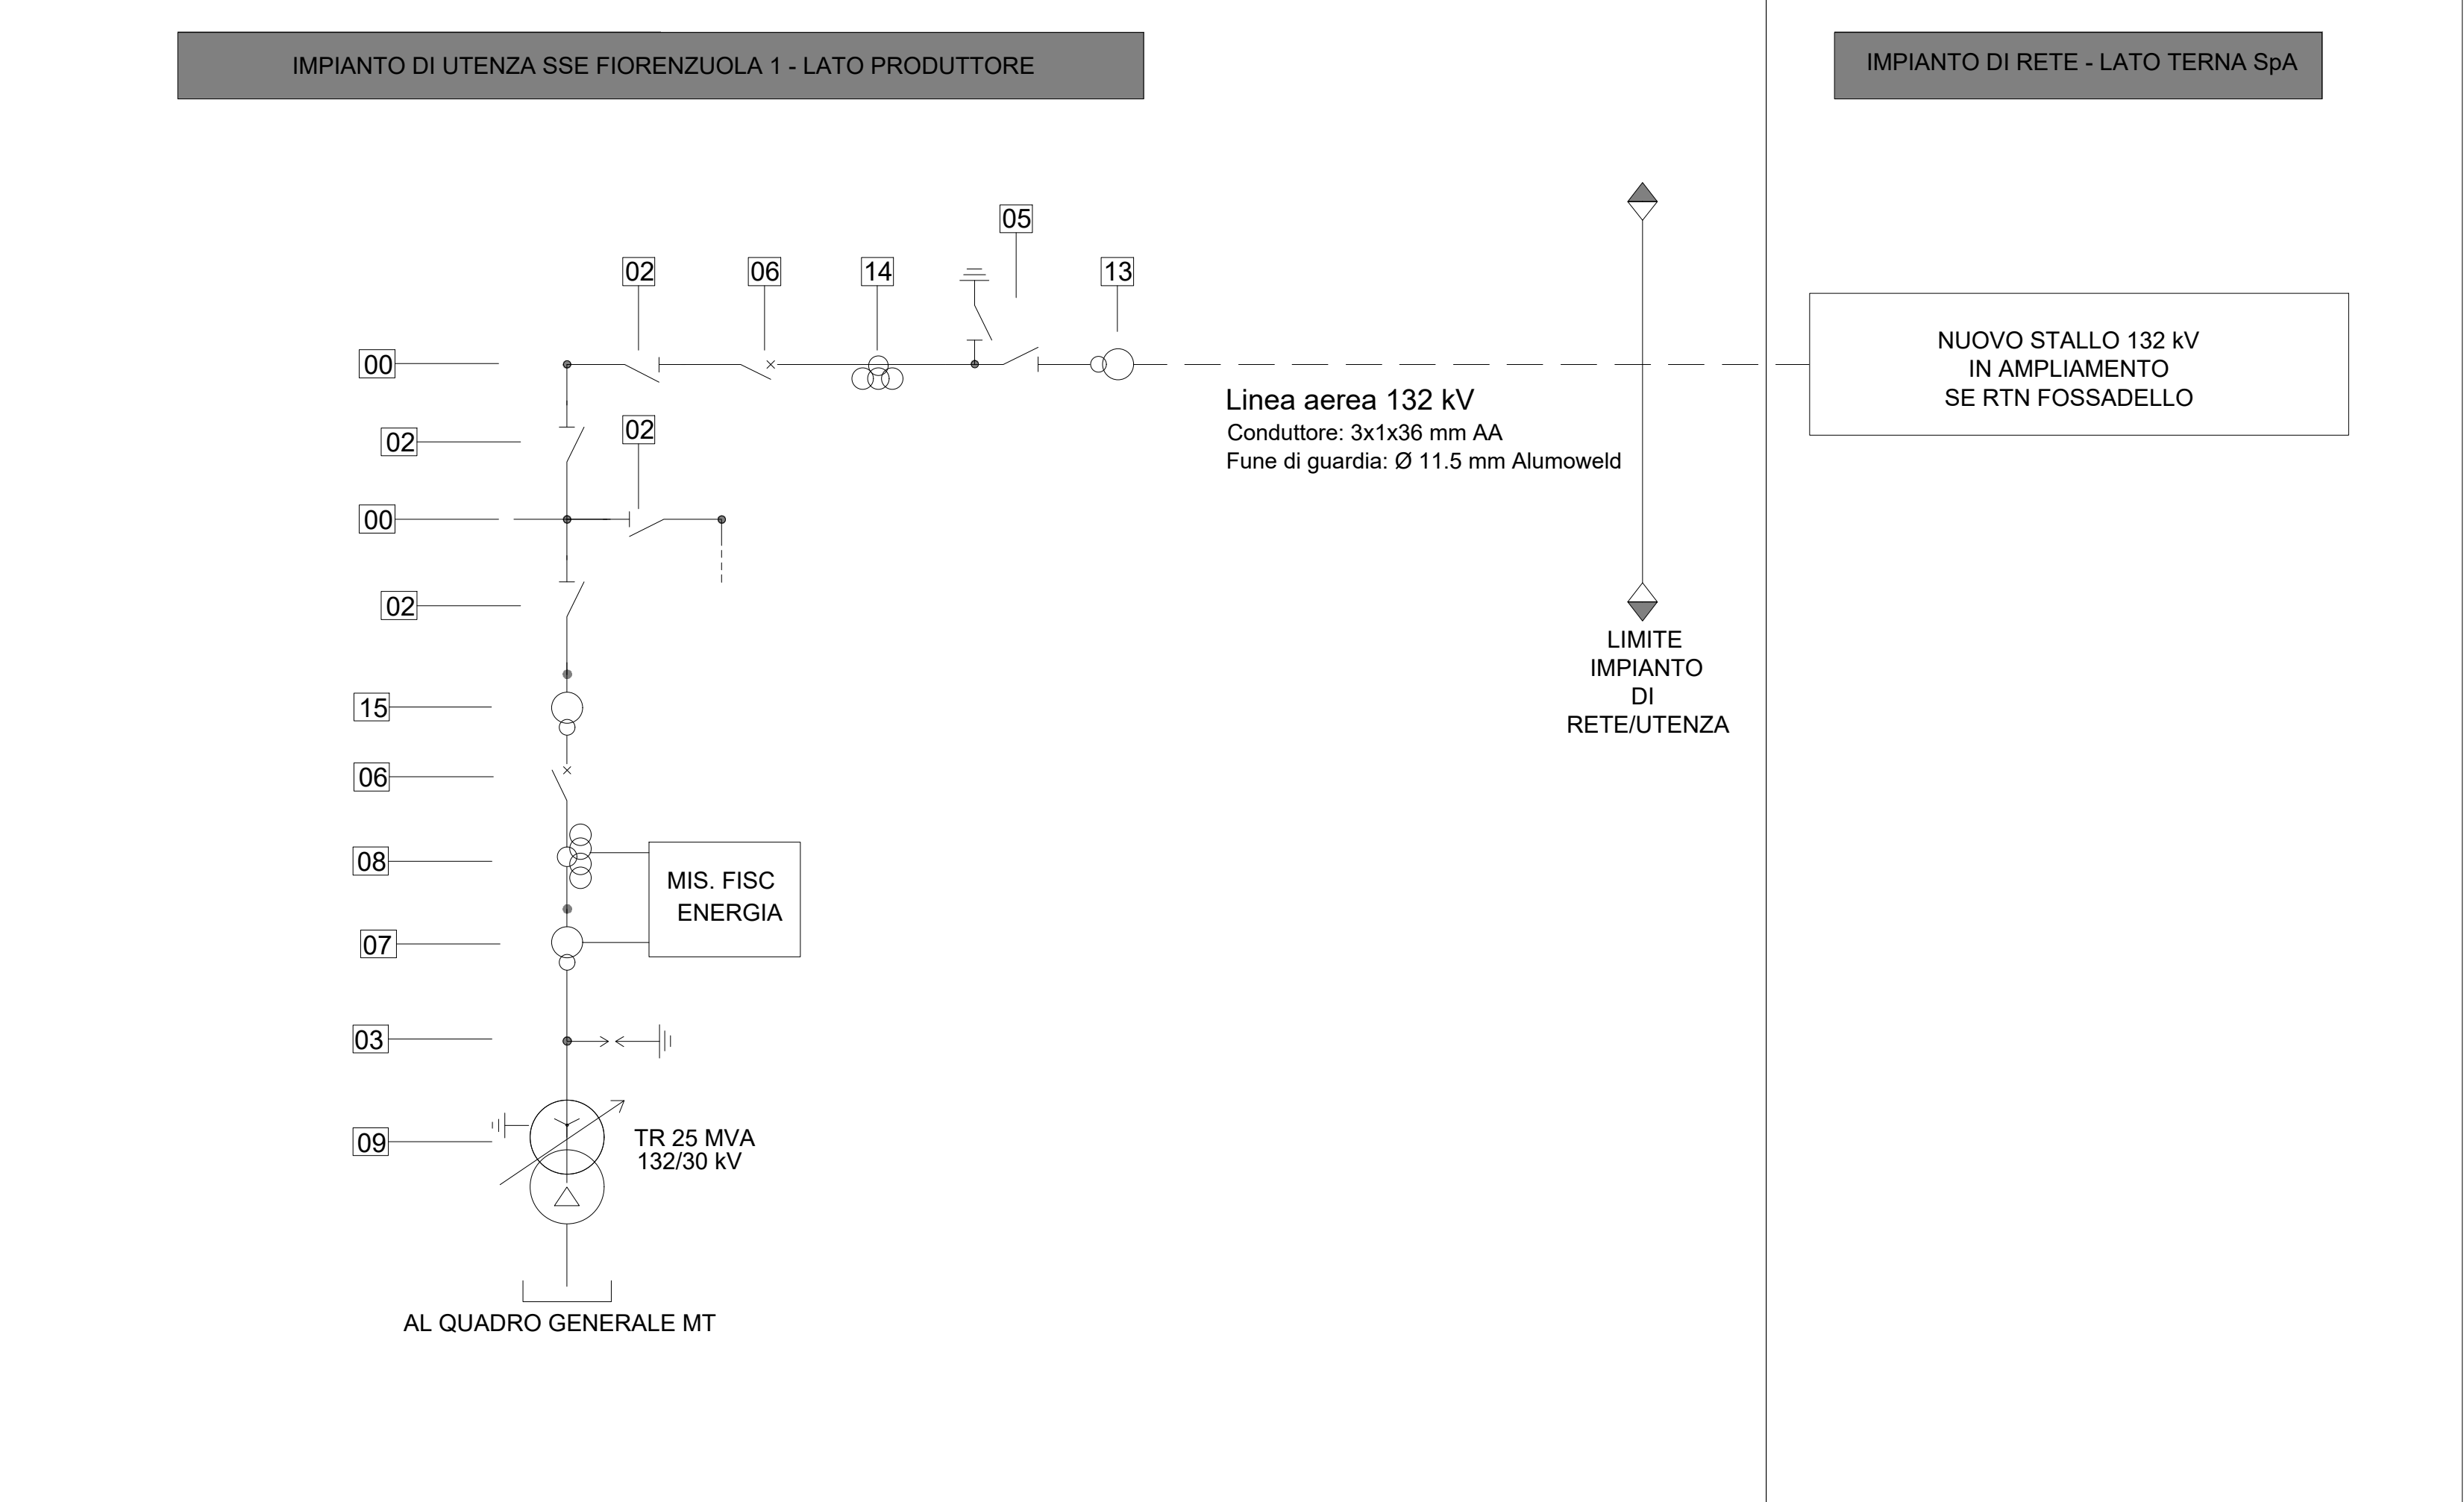 IMPIANTO DI UTENZA SSE FIORENZUOLA 1 - LATO PRODUTTORE
IMPIANTO DI RETE - LATO TERNA SpA
05
02
06
14
13
00
NUOVO STALLO 132 kV
IN AMPLIAMENTO
SE RTN FOSSADELLO
Linea aerea 132 kV
Conduttore: 3x1x36 mm AA
Fune di guardia: Ø 11.5 mm Alumoweld
02
02
00
02
LIMITE
IMPIANTO
DI
RETE/UTENZA
15
06
08
MIS. FISC
ENERGIA
07
03
09
TR 25 MVA
132/30 kV
AL QUADRO GENERALE MT